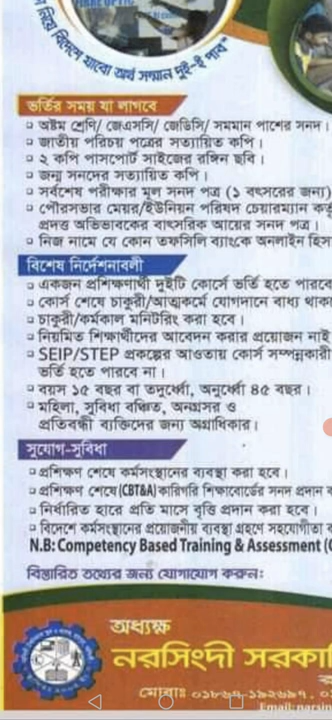 FIBRE OPTIC
নিয়ে বিদেশে যাবো অর্থ সম্মান দুই-ই পাব"
ভর্তির সময় যা লাগবে
অষ্টম শ্রেণি/ জেএসসি/ জেডিসি/ সমমান পাশের সনদ।
জাতীয় পরিচয় পত্রের সত্যায়িত কপি।
২ কপি পাসপোর্ট সাইজের রঙ্গিন ছবি।
জন্ম সনদের সত্যায়িত কপি।
সর্বশেষ পরীক্ষার মূল সনদ পত্র (১ বৎসরের জন্য)
পৌরসভার মেয়র/ইউনিয়ন পরিষদ চেয়ারম্যান কর্ত
প্রদত্ত অভিভাবকের বাৎসরিক আয়ের সনদ পত্র।
নিজ নামে যে কোন তফসিলি ব্যাংকে অনলাইন হিসা
বিশেষ নির্দেশনাবলী
একজন প্রশিক্ষণার্থী দুইটি কোর্সে ভর্তি হতে পারবে
কোর্স শেষে চাকুরী/আত্মকর্মে যোগদানে বাধ্য থাক
চাকুরী/কর্মকাল মনিটরিং করা হবে।
নিয়মিত শিক্ষার্থীদের আবেদন করার প্রয়োজন নাই
SEIP/STEP প্রকল্পের আওতায় কোর্স সম্পন্নকারী
ভর্তি হতে পারবে না।
বয়স ১৫ বছর বা তদুর্ধ্বো, অনুর্ধ্বো ৪৫ বছর।
মহিলা, সুবিধা বঞ্চিত, অনগ্রসর ও
প্রতিবন্ধী ব্যক্তিদের জন্য অগ্রাধিকার।
সুযোগ-সুবিধা
প্রশিক্ষণ শেষে কর্মসংস্থানের ব্যবস্থা করা হবে।
প্রশিক্ষণ শেষে (CBT&A) কারিগরি শিক্ষাবোর্ডের সনদ প্রদান ক
নির্ধারিত হারে প্রতি মাসে বৃত্তি প্রদান করা হবে।
বিদেশে কর্মসংস্থানের প্রয়োজনীয় ব্যবস্থা গ্রহণে সহযোগীতা ক
N.B: Competency Based Training & Assessment (C
বিস্তারিত তথ্যের জন্য যোগাযোগ করুন:
অধ্যক্ষ
নরসিংদী সরকারি
মোবাঃ ০১৮৬৭-১৯২৬৯৭, ০১
Email: narsin